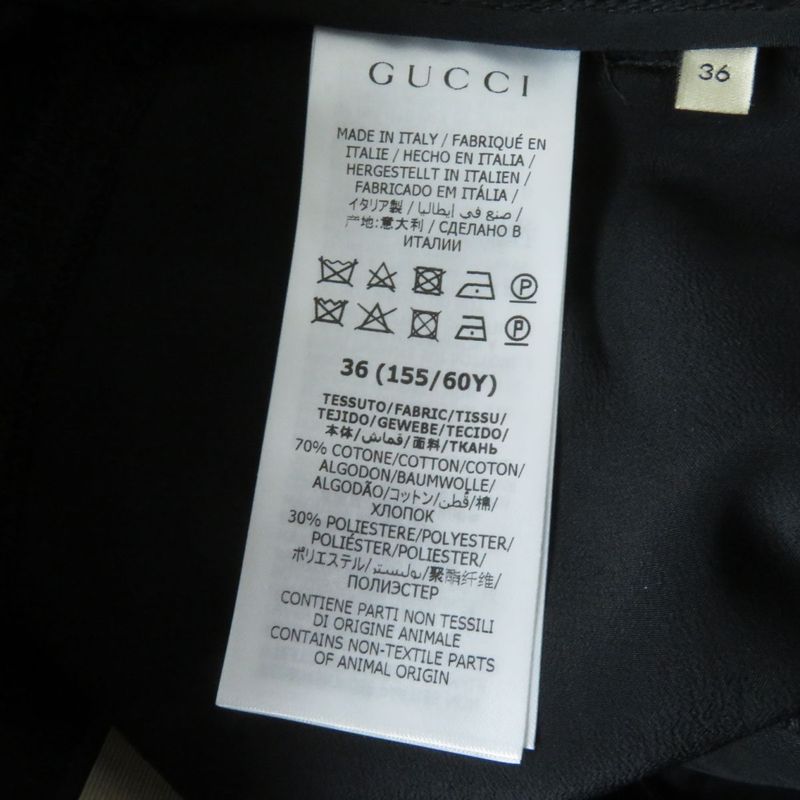 GUCCI
36
MADE IN ITALY / FABRIQUÉ EN
ITALIE / HECHO EN ITALIA /
HERGESTELLT IN ITALIEN /
FABRICADO EM ITÁLIA /
イタリア製 / صنع في إيطاليا /
产地:意大利 / СДЕЛАНО В
ИТАЛИИ
P
P
36 (155/60Y)
TESSUTO/FABRIC/TISSU/
TEJIDO/GEWEBE/TECIDO/
本体/قماش/面料/ТКАНЬ
70% COTONE/COTTON/COTON/
ALGODON/BAUMWOLLE/
ALGODÃO/コットン/قطن/棉/
ХЛОПОК
30% POLIESTERE/POLYESTER/
POLIÉSTER/POLIESTER/
ポリエステル/بوليستر/聚酯纤维/
ПОЛИЭСТЕР
CONTIENE PARTI NON TESSILI
DI ORIGINE ANIMALE
CONTAINS NON-TEXTILE PARTS
OF ANIMAL ORIGIN